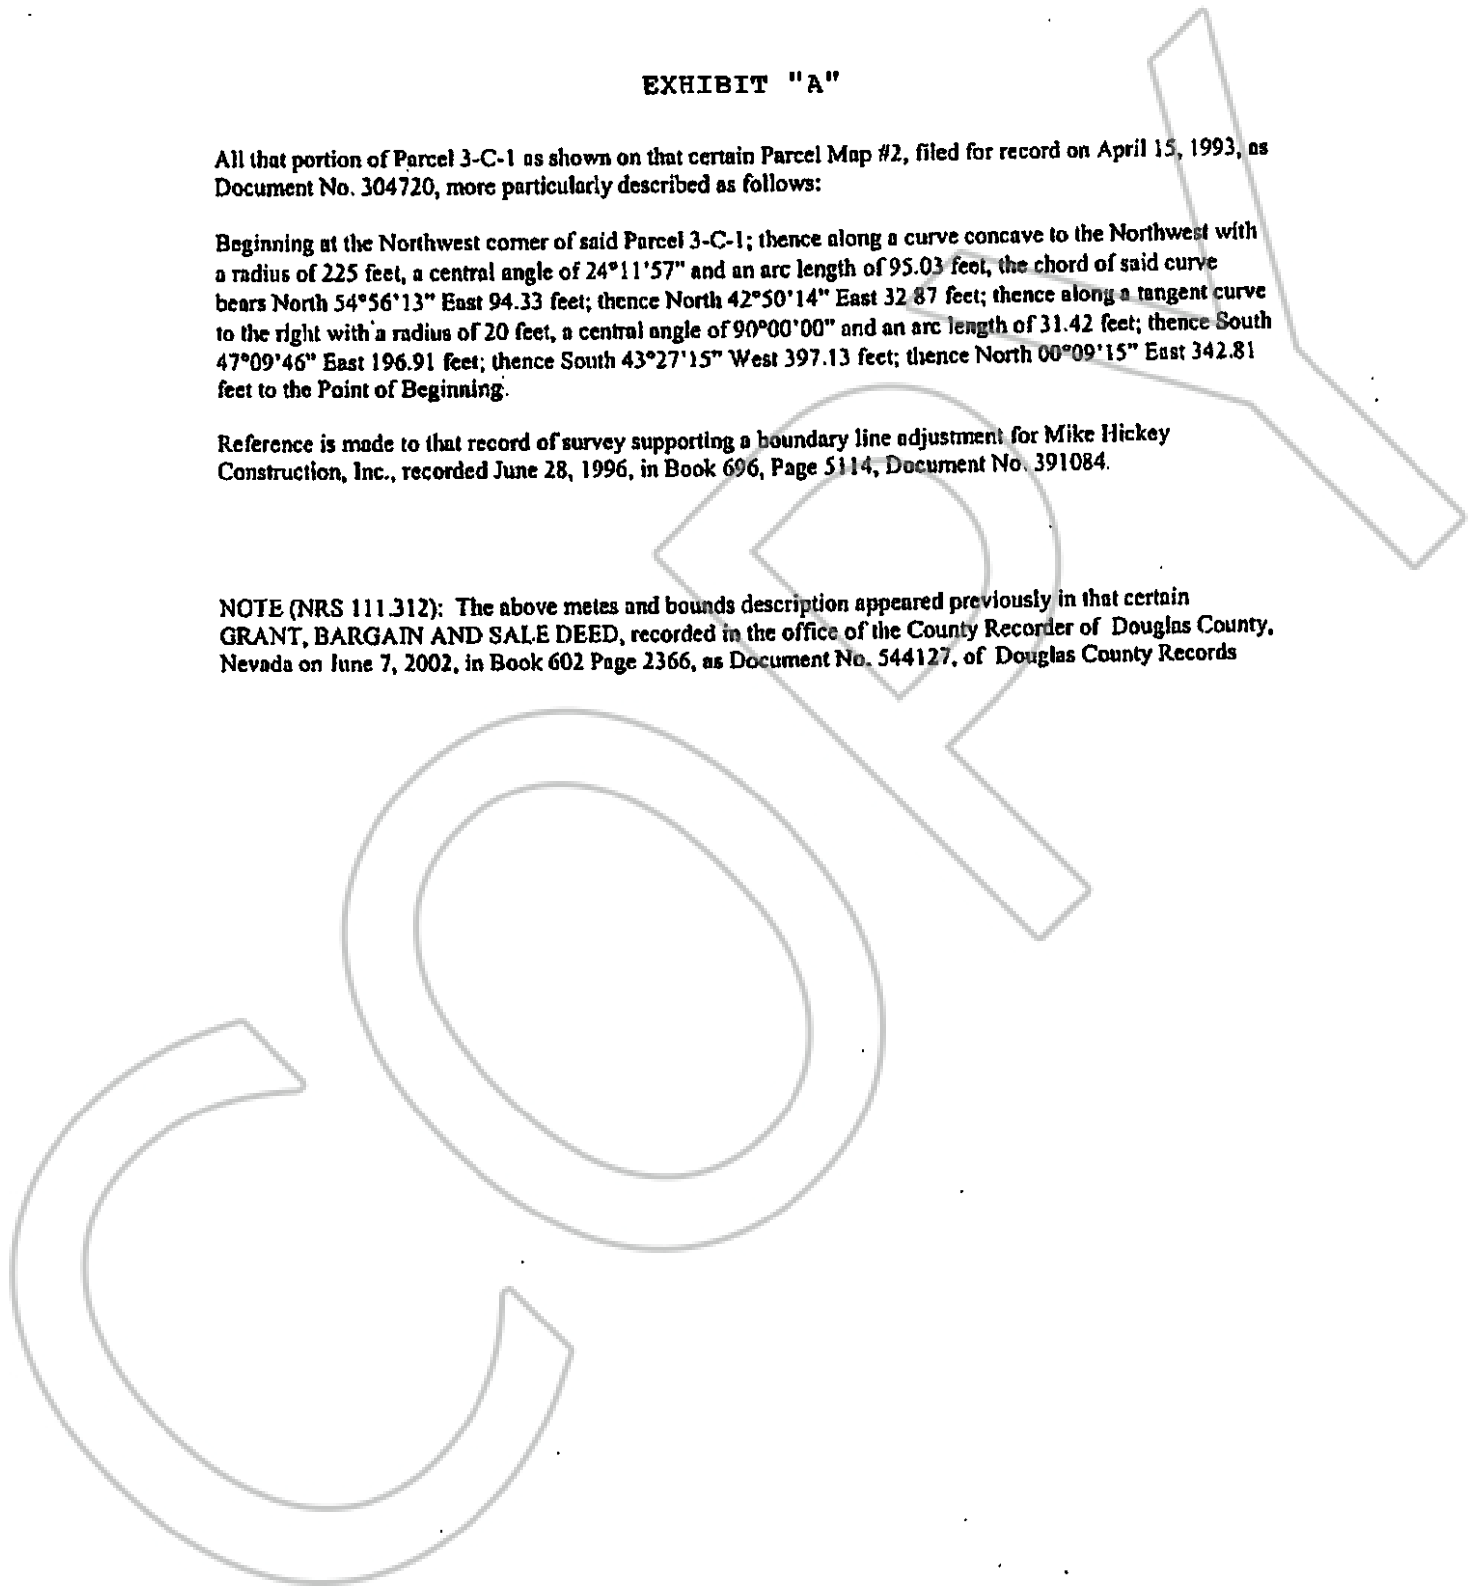 EXHIBIT "A"
All that portion of Parcel 3-C-1 as shown on that certain Parcel Map #2, filed for record on April 15, 1993, as
Document No. 304720, more particularly described as follows:
Beginning at the Northwest corner of said Parcel 3-C-1; thence along a curve concave to the Northwest with
a radius of 225 feet, a central angle of 24°11'57" and an arc length of 95.03 feet, the chord of said curve
bears North 54°56'13" East 94.33 feet; thence North 42°50'14" East 32.87 feet; thence along a tangent curve
to the right with a radius of 20 feet, a central angle of 90°00'00" and an arc length of 31.42 feet; thence South
47°09'46" East 196.91 feet; thence South 43°27'15" West 397.13 feet; thence North 00°09'15" East 342.81
feet to the Point of Beginning.
Reference is made to that record of survey supporting a boundary line adjustment for Mike Hickey
Construction, Inc., recorded June 28, 1996, in Book 696, Page 5114, Document No. 391084.
NOTE (NRS 111.312): The above metes and bounds description appeared previously in that certain
GRANT, BARGAIN AND SALE DEED, recorded in the office of the County Recorder of Douglas County,
Nevada on June 7, 2002, in Book 602 Page 2366, as Document No. 544127, of Douglas County Records
COPY